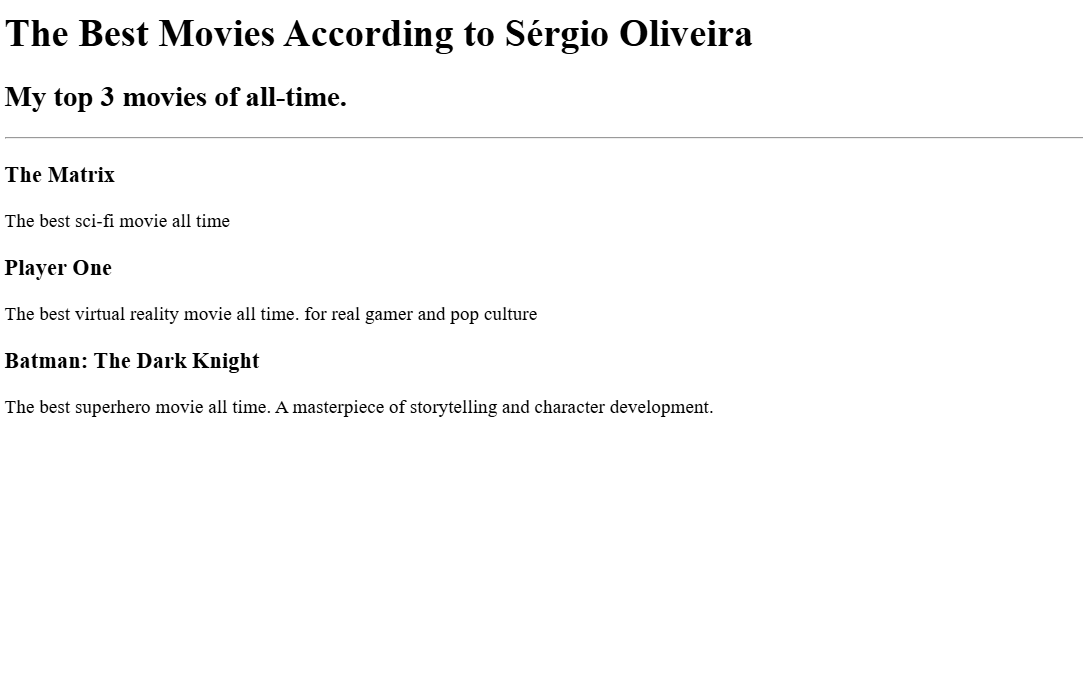 The Best Movies According to Sérgio Oliveira
My top 3 movies of all-time.
The Matrix
The best sci-fi movie all time
Player One
The best virtual reality movie all time. for real gamer and pop culture
Batman: The Dark Knight
The best superhero movie all time. A masterpiece of storytelling and character development.